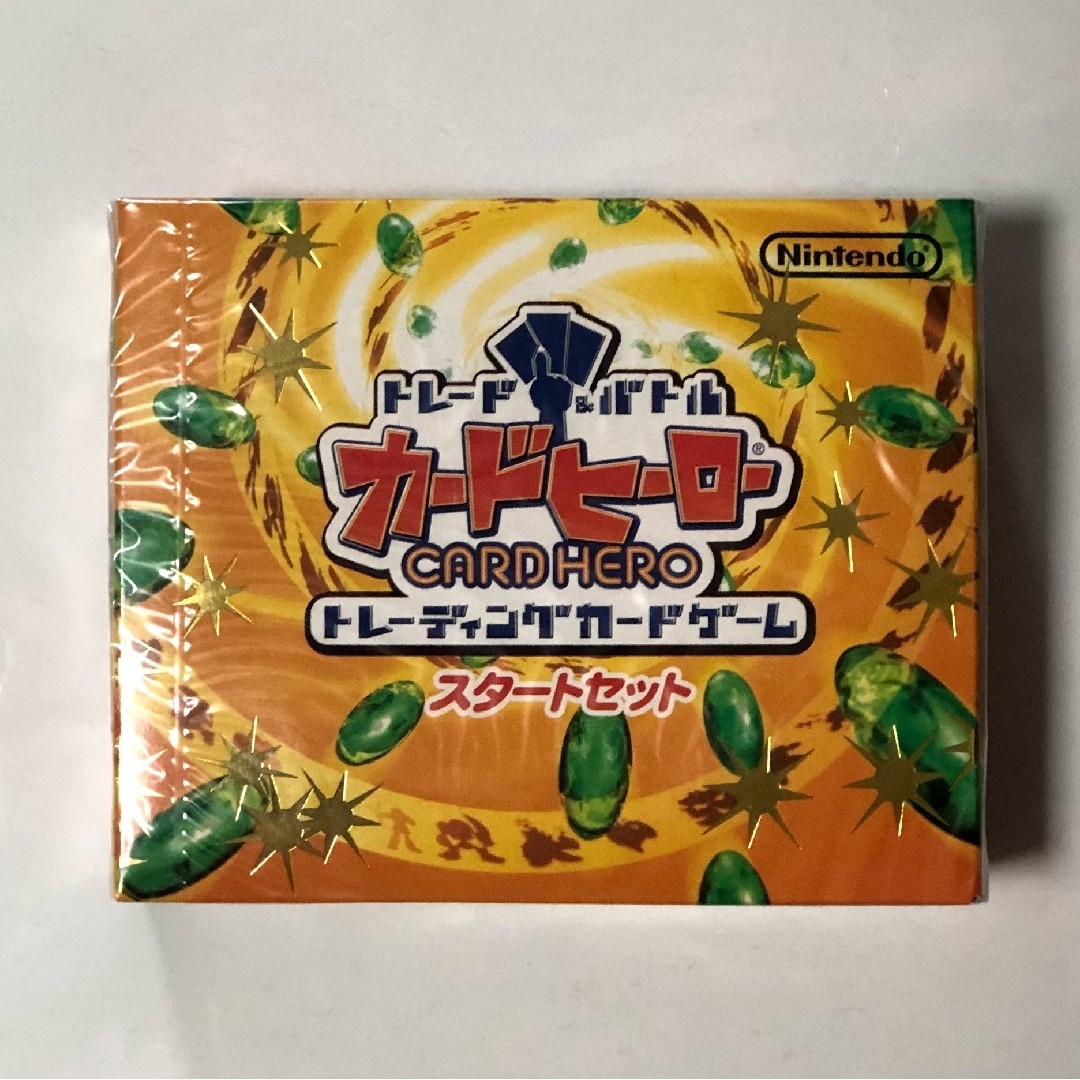 Nintendo®
トレード&バトル
カードヒーロー®
CARD HERO
トレーディングカードゲーム
スタートセット